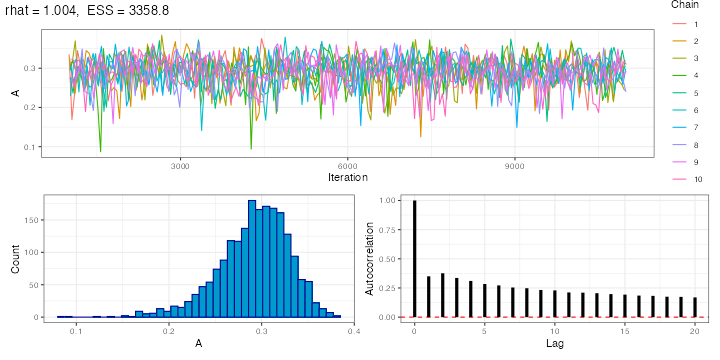 rhat = 1.004, ESS = 3358.8
Chain
1
2
3
4
5
6
7
8
9
10
A
0.3
0.2
0.1
3000 6000 9000
Iteration
Count
150
100
50
0
0.1 0.2 0.3 0.4
A
Autocorrelation
1.00
0.75
0.50
0.25
0.00
0 5 10 15 20
Lag